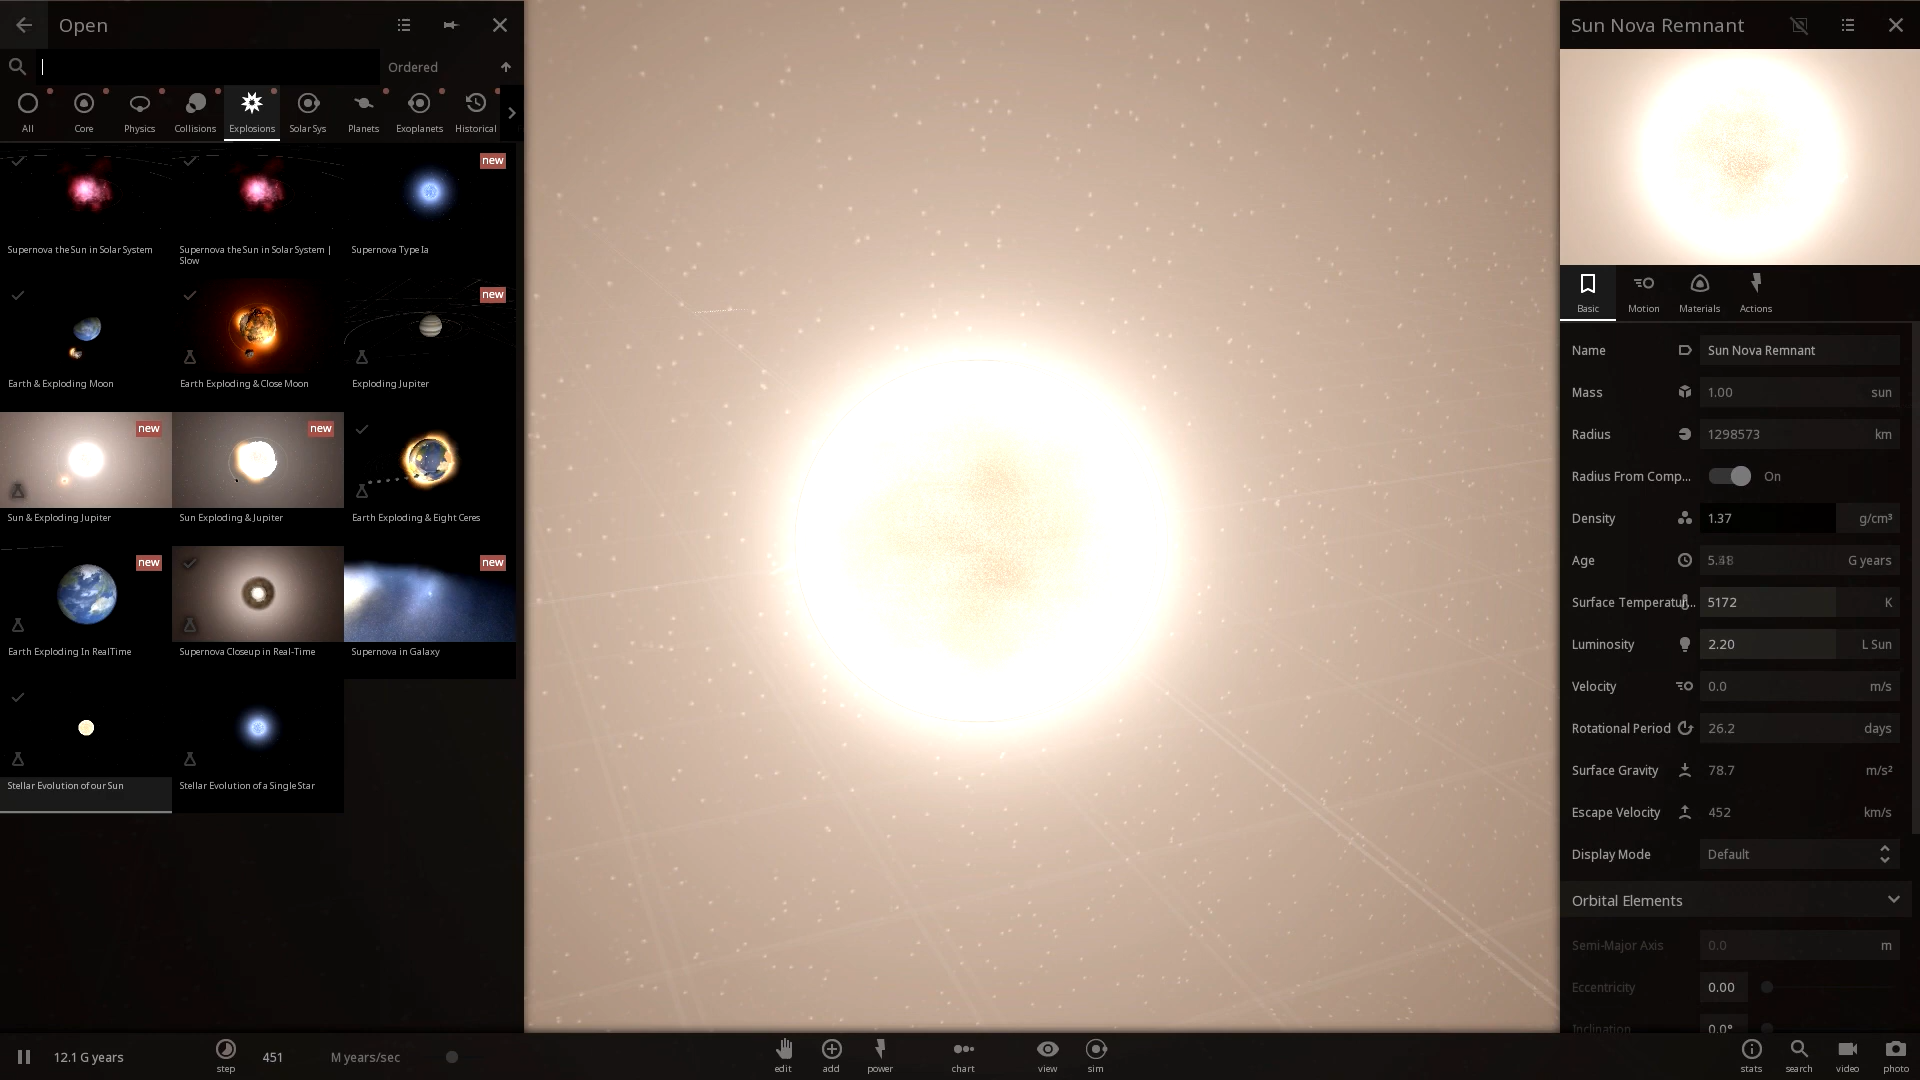 Open
Ordered
All
Core
Physics
Collisions
Explosions
Solar Sys
Planets
Exoplanets
Historical
Supernova the Sun in Solar System
Supernova the Sun in Solar System |
Slow
new
Supernova Type Ia
Earth & Exploding Moon
Earth Exploding & Close Moon
new
Exploding Jupiter
new
Sun & Exploding Jupiter
new
Sun Exploding & Jupiter
Earth Exploding & Eight Ceres
new
Earth Exploding In RealTime
Supernova Closeup in Real-Time
new
Supernova in Galaxy
Stellar Evolution of our Sun
Stellar Evolution of a Single Star
Sun Nova Remnant
Basic
Motion
Materials
Actions
Name Sun Nova Remnant
Mass 1.00 sun
Radius 1298573 km
Radius From Comp... On
Density 1.37 g/cm³
Age G years
Surface Temperatur... 5172 K
Luminosity 2.20 L Sun
Velocity 0.0 m/s
Rotational Period 26.2 days
Surface Gravity 78.7 m/s²
Escape Velocity 452 km/s
Display Mode Default
Orbital Elements
Semi-Major Axis 0.0 m
Eccentricity 0.00
Inclination 0.0°
12.1 G years
step
451 M years/sec
edit
add
power
chart
view
sim
stats
search
video
photo